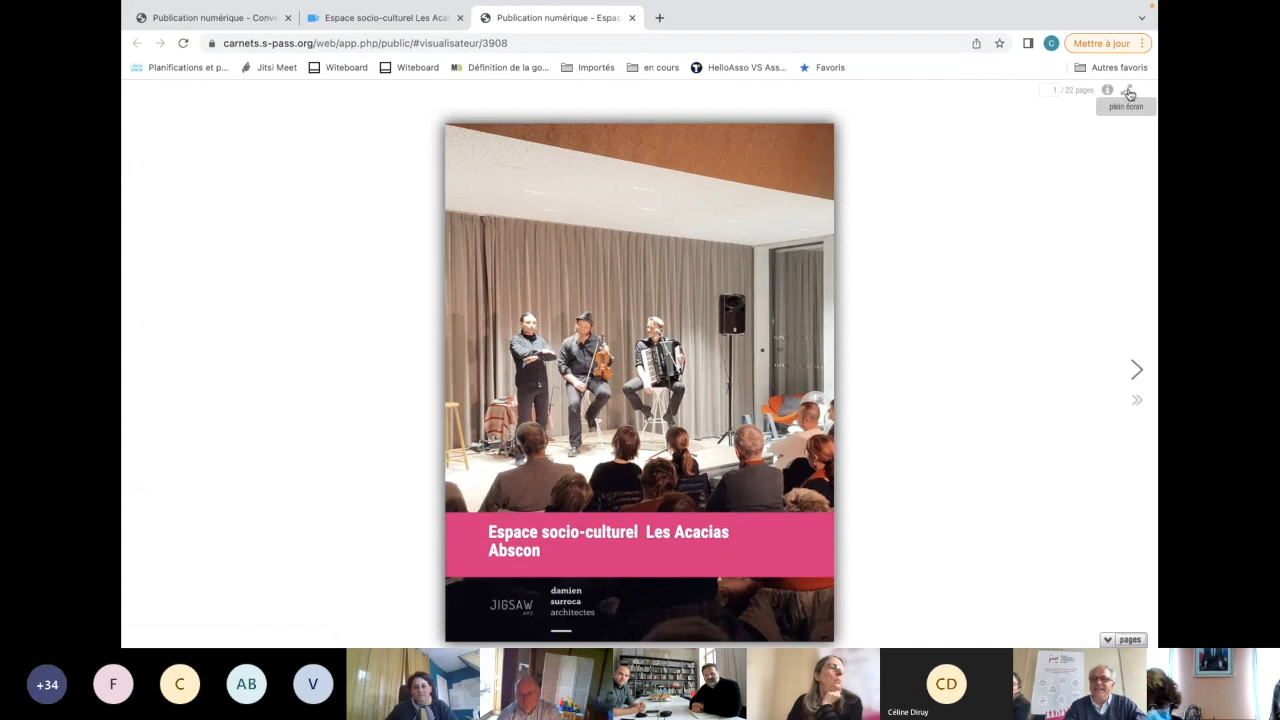 Publication numérique - Conve
Espace socio-culturel Les Aca
Publication numérique - Espac
carnets.s-pass.org/web/app.php/public/#visualisateur/3908
C
Mettre à jour
Planifications et p...
Jitsi Meet
Witeboard
Witeboard
Définition de la go...
Importés
en cours
HelloAsso VS Ass...
Favoris
Autres favoris
1 / 22 pages
plein écran
Espace socio-culturel Les Acacias
Abscon
JIGSAW
damien
surroca
architectes
pages
+34
F
C
AB
V
CD
Céline Diruy